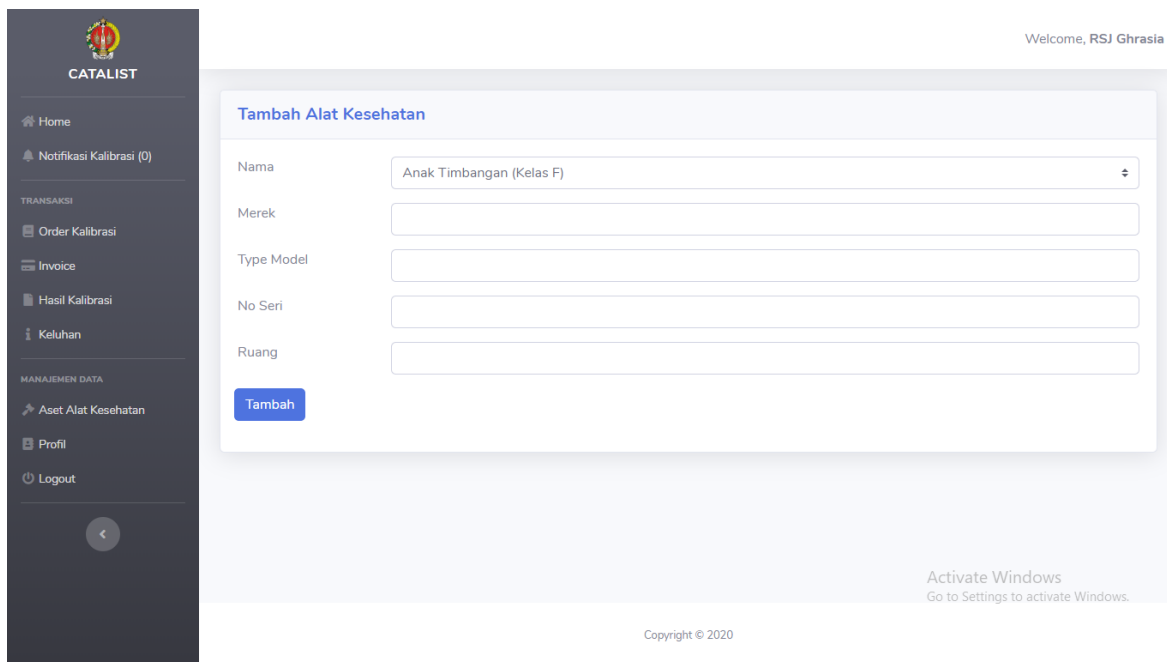 CATALIST
Home
Notifikasi Kalibrasi (0)
TRANSAKSI
Order Kalibrasi
Invoice
Hasil Kalibrasi
Keluhan
MANAJEMEN DATA
Aset Alat Kesehatan
Profil
Logout
Welcome, RSJ Ghrasia
Tambah Alat Kesehatan
Nama
Anak Timbangan (Kelas F)
Merek
Type Model
No Seri
Ruang
Tambah
Activate Windows
Go to Settings to activate Windows.
Copyright © 2020